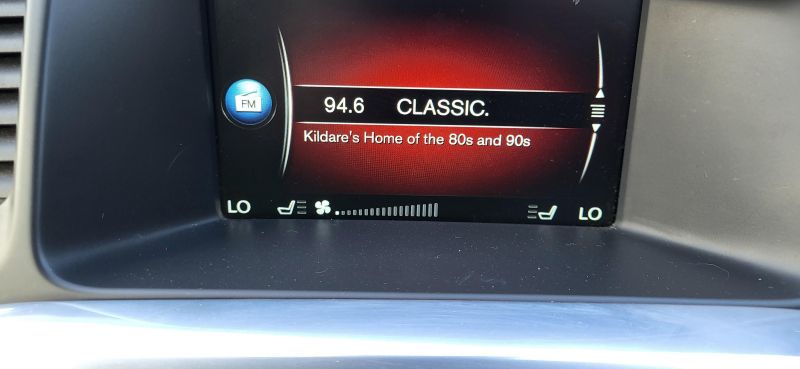 FM
94.6 CLASSIC.
Kildare's Home of the 80s and 90s
LO LO